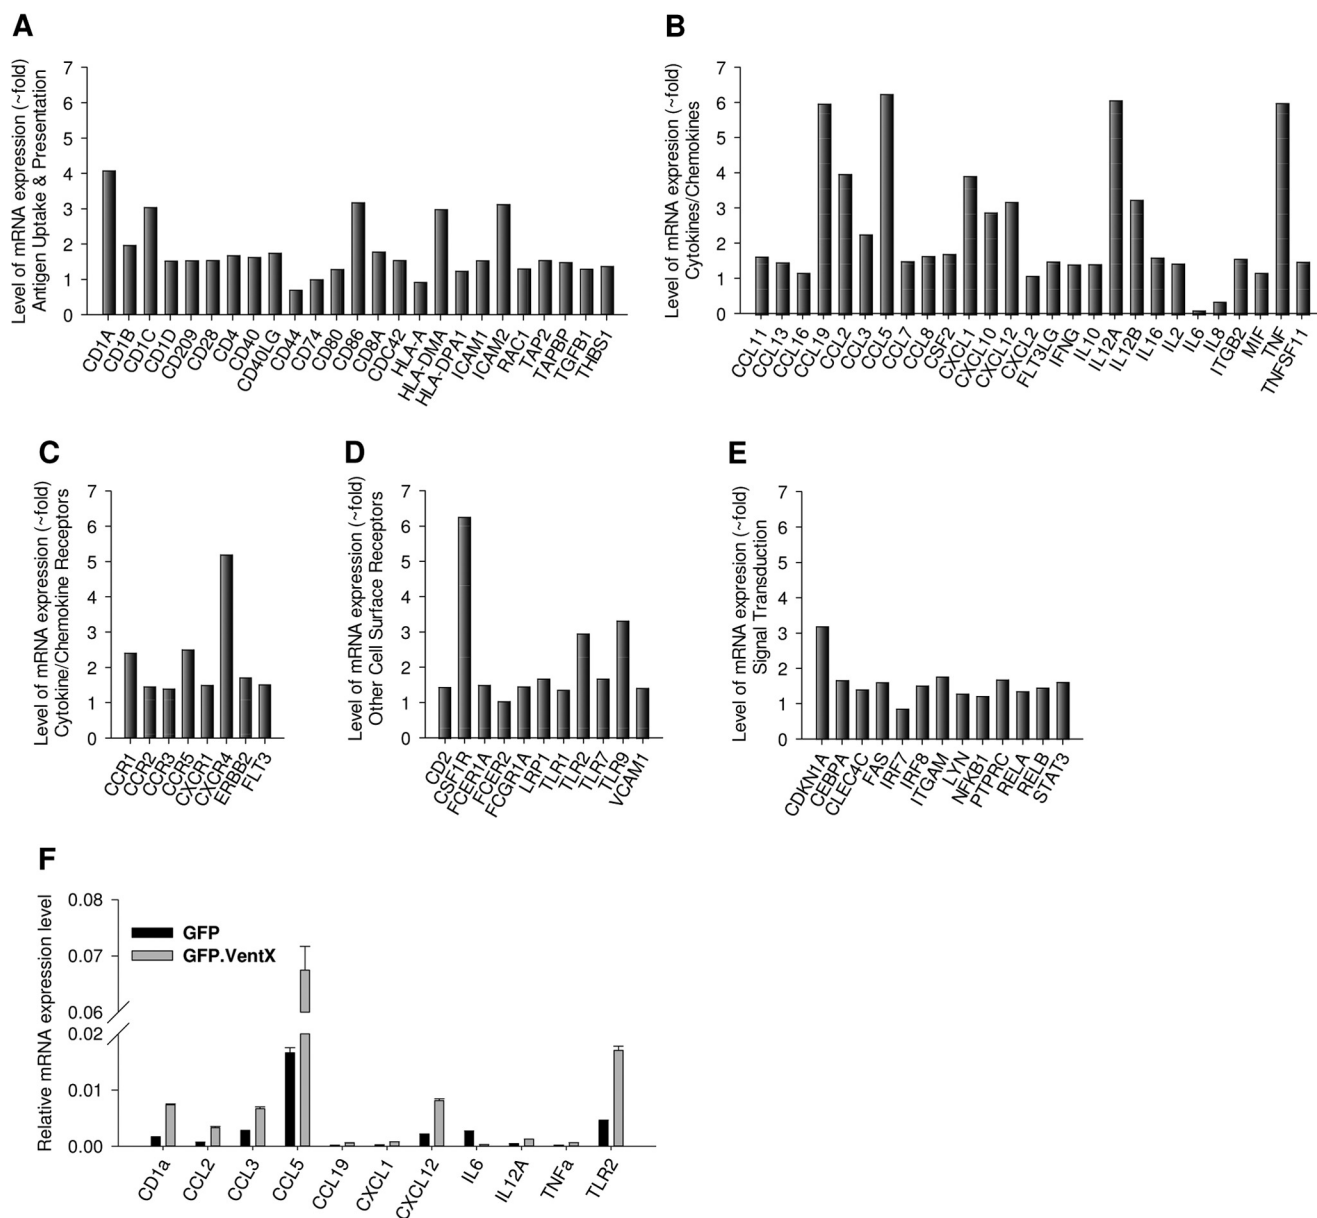 A
Level of mRNA expression (~fold)
Antigen Uptake & Presentation
7
6
5
4
3
2
1
0
CD1A
CD1B
CD1C
CD1D
CD209
CD28
CD4
CD40
CD40LG
CD44
CD74
CD80
CD86
CD8A
CDC42
HLA-A
HLA-DMA
HLA-DPA1
ICAM1
ICAM2
RAC1
TAP2
TAPBP
TGFB1
THBS1
B
Level of mRNA expresion (~fold)
Cytokines/Chemokines
7
6
5
4
3
2
1
0
CCL11
CCL13
CCL16
CCL19
CCL2
CCL3
CCL5
CCL7
CCL8
CSF2
CXCL1
CXCL10
CXCL12
CXCL2
FLT3LG
IFNG
IL10
IL12A
IL12B
IL16
IL2
IL6
IL8
ITGB2
MIF
TNF
TNFSF11
C
Level of mRNA expression (~fold)
Cytokine/Chemokine Receptors
7
6
5
4
3
2
1
0
CCR1
CCR2
CCR3
CCR5
CXCR1
CXCR4
ERBB2
FLT3
D
Level of mRNA expression (~fold)
Other Cell Surface Receptors
7
6
5
4
3
2
1
0
CD2
CSF1R
FCER1A
FCER2
FCGR1A
LRP1
TLR1
TLR2
TLR7
TLR9
VCAM1
E
Level of mRNA expression (~fold)
Signal Transduction
7
6
5
4
3
2
1
0
CDKN1A
CEBPA
CLEC4C
FAS
IRF7
IRF8
ITGAM
LYN
NFKB1
PTPRC
RELA
RELB
STAT3
F
Relative mRNA expression level
0.08
0.07
0.06
0.02
0.01
0.00
GFP
GFP.VentX
CD1a
CCL2
CCL3
CCL5
CCL19
CXCL1
CXCL12
IL6
IL12A
TNFa
TLR2